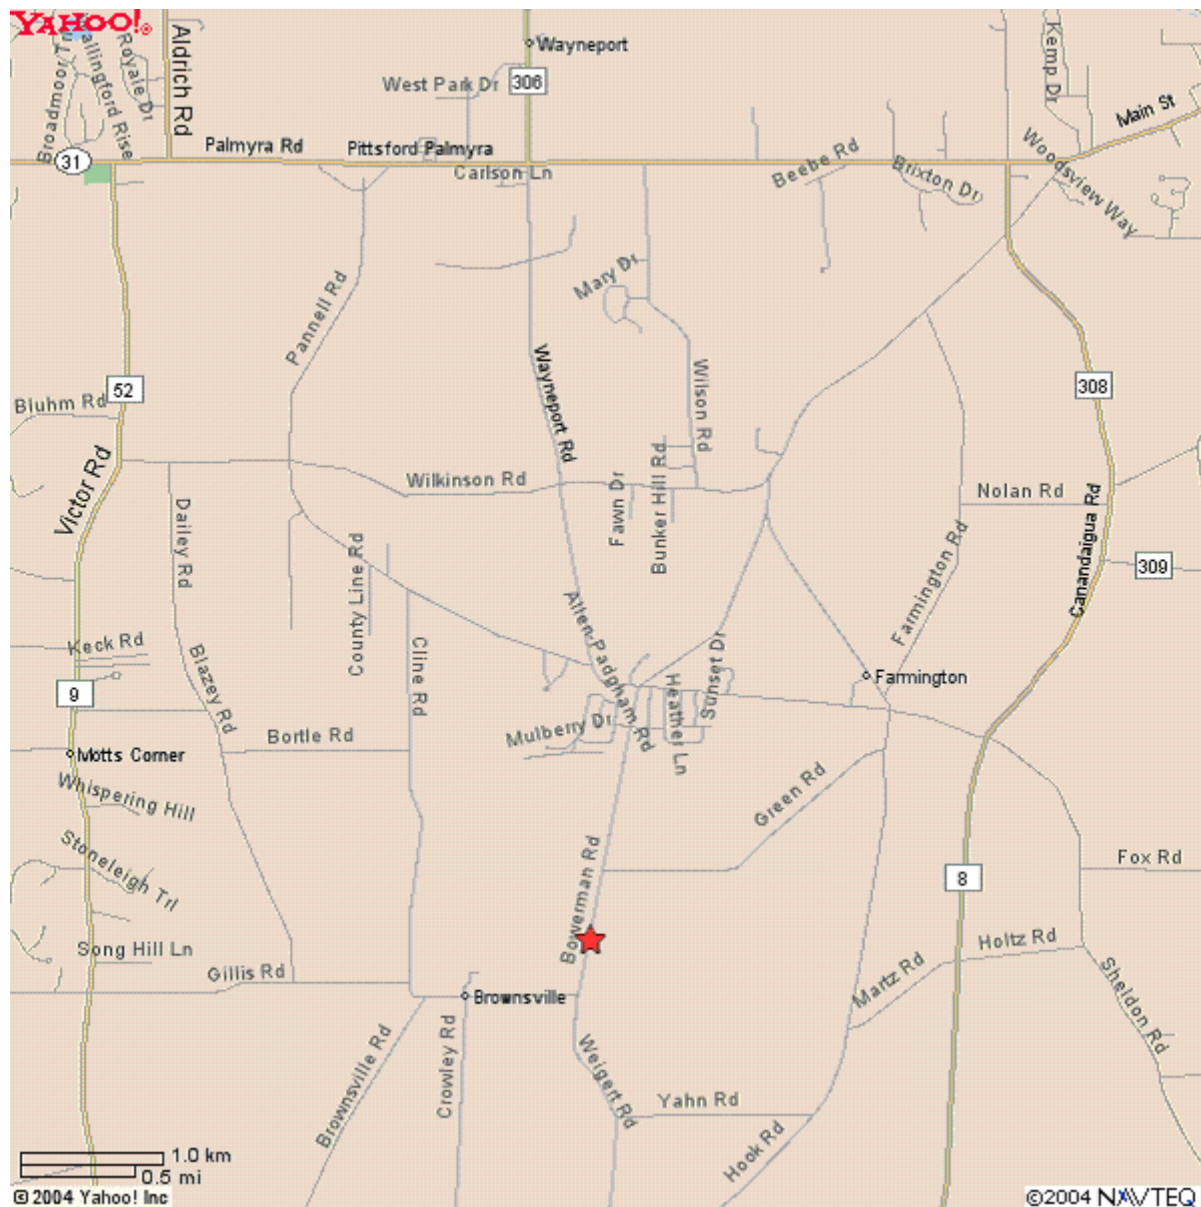 YAHOO!®
Broadmoor Tr
Wallingford Rise
Royale Dr
Aldrich Rd
Wayneport
West Park Dr
306
Kemp Dr
Main St
31
Palmyra Rd
Pittsford Palmyra
Carlson Ln
Beebe Rd
Brixton Dr
Woodsview Way
Mary Dr
Pannell Rd
Wayneport Rd
Wilson Rd
52
308
Bluhm Rd
Victor Rd
Wilkinson Rd
Fawn Dr
Bunker Hill Rd
Nolan Rd
Canandaigua Rd
Dailey Rd
County Line Rd
Farmington Rd
309
Allen-Padgham Rd
Keck Rd
Blazey Rd
Cline Rd
Heather Ln
Sunset Dr
Farmington
9
Mulberry Dr
Bortle Rd
Motts Corner
Whispering Hill
Green Rd
Stoneleigh Trl
Bowerman Rd
8
Fox Rd
Song Hill Ln
Gillis Rd
Holtz Rd
Martz Rd
Sheldon Rd
Brownsville
Brownsville Rd
Crowley Rd
Weigert Rd
Yahn Rd
Hook Rd
1.0 km
0.5 mi
© 2004 Yahoo! Inc
©2004 NAVTEQ